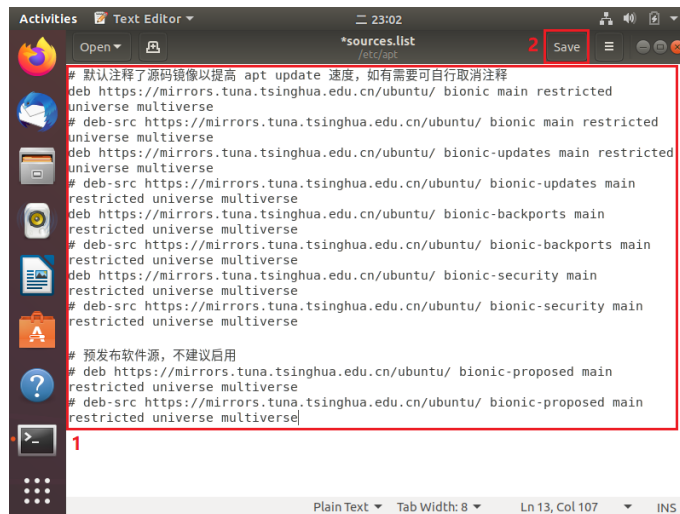 Activities Text Editor 二 23:02
Open *sources.list 2 Save
/etc/apt
# 默认注释了源码镜像以提高 apt update 速度，如有需要可自行取消注释
deb https://mirrors.tuna.tsinghua.edu.cn/ubuntu/ bionic main restricted
universe multiverse
# deb-src https://mirrors.tuna.tsinghua.edu.cn/ubuntu/ bionic main restricted
universe multiverse
deb https://mirrors.tuna.tsinghua.edu.cn/ubuntu/ bionic-updates main restricted
universe multiverse
# deb-src https://mirrors.tuna.tsinghua.edu.cn/ubuntu/ bionic-updates main
restricted universe multiverse
deb https://mirrors.tuna.tsinghua.edu.cn/ubuntu/ bionic-backports main
restricted universe multiverse
# deb-src https://mirrors.tuna.tsinghua.edu.cn/ubuntu/ bionic-backports main
restricted universe multiverse
deb https://mirrors.tuna.tsinghua.edu.cn/ubuntu/ bionic-security main
restricted universe multiverse
# deb-src https://mirrors.tuna.tsinghua.edu.cn/ubuntu/ bionic-security main
restricted universe multiverse
# 预发布软件源，不建议启用
# deb https://mirrors.tuna.tsinghua.edu.cn/ubuntu/ bionic-proposed main
restricted universe multiverse
# deb-src https://mirrors.tuna.tsinghua.edu.cn/ubuntu/ bionic-proposed main
restricted universe multiverse
1
Plain Text Tab Width: 8 Ln 13, Col 107 INS